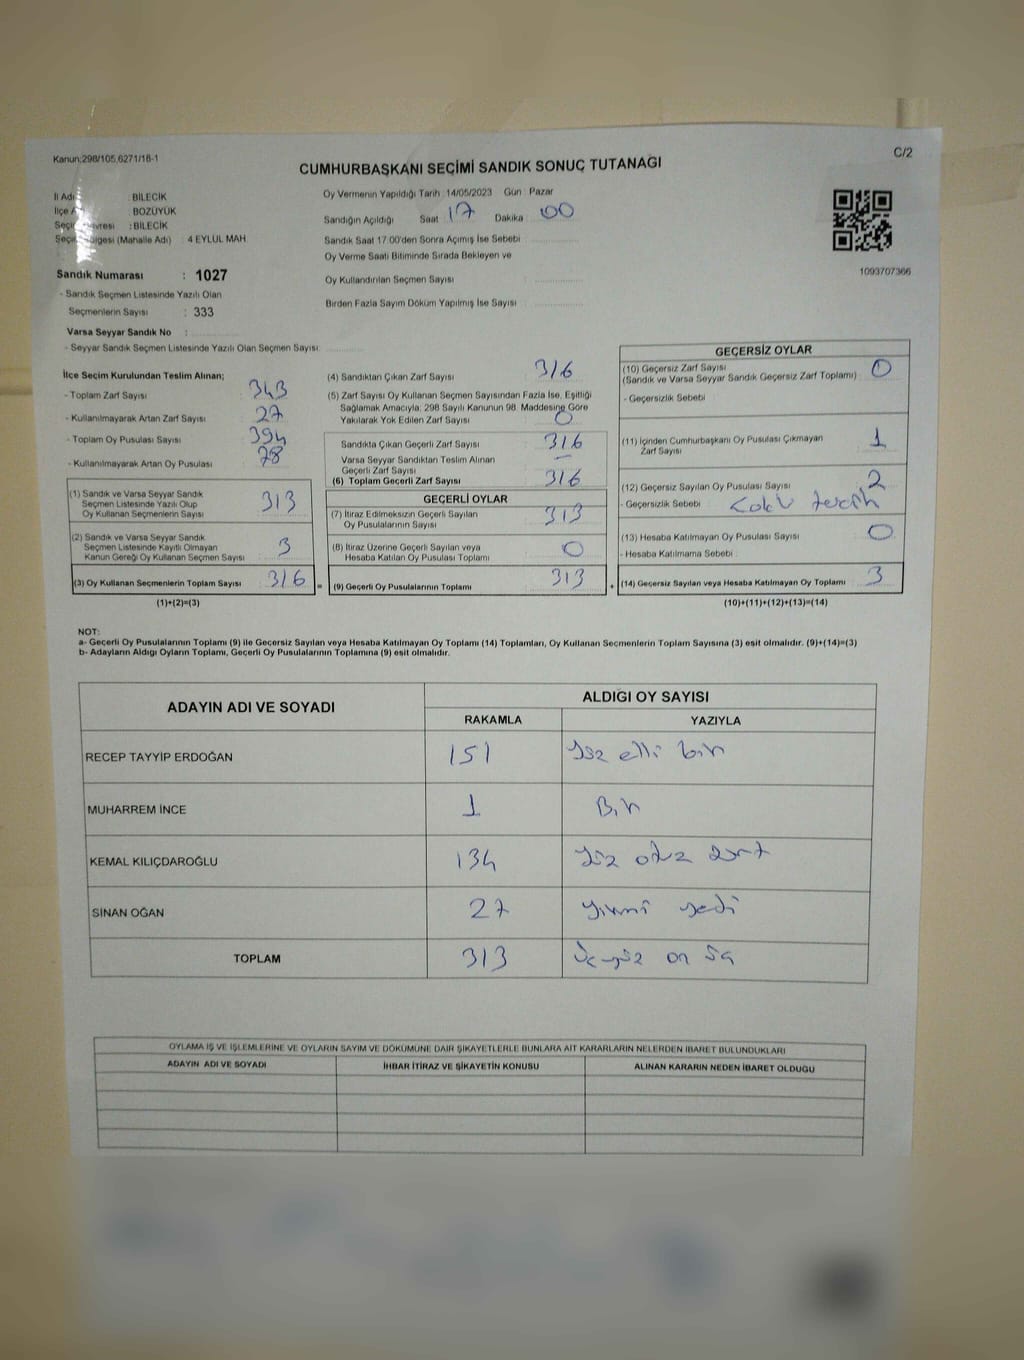 Kanun:298/105,6271/18-1
C/2
CUMHURBAŞKANI SEÇİMİ SANDIK SONUÇ TUTANAĞI
İl Adı : BİLECİK
İlçe A : BOZÜYÜK
Seçi vresi : BİLECİK
Seçi ölgesi (Mahalle Adı) : 4 EYLÜL MAH.
Sandık Numarası : 1027
- Sandık Seçmen Listesinde Yazılı Olan
Seçmenlerin Sayısı : 333
Varsa Seyyar Sandık No :
- Seyyar Sandık Seçmen Listesinde Yazılı Olan Seçmen Sayısı:
Oy Vermenin Yapıldığı Tarih :14/05/2023 Gün Pazar
Sandığın Açıldığı Saat 17 Dakika 00
Sandık Saat 17.00'den Sonra Açımış İse Sebebi
Oy Verme Saati Bitiminde Sırada Bekleyen ve
Oy Kullandırılan Seçmen Sayısı
Birden Fazla Sayım Döküm Yapılmış İse Sayısı
1093707366
İlçe Seçim Kurulundan Teslim Alınan;
- Toplam Zarf Sayısı 343
- Kullanılmayarak Artan Zarf Sayısı 27
- Toplam Oy Pusulası Sayısı 394
- Kullanılmayarak Artan Oy Pusulası 78
(1) Sandık ve Varsa Seyyar Sandık
Seçmen Listesinde Yazılı Olup
Oy Kullanan Seçmenlerin Sayısı 313
(2) Sandık ve Varsa Seyyar Sandık
Seçmen Listesinde Kayıtlı Olmayan
Kanun Gereği Oy Kullanan Seçmen Sayısı 3
(3) Oy Kullanan Seçmenlerin Toplam Sayısı 316 =
(1)+(2)=(3)
(4) Sandıktan Çıkan Zarf Sayısı 316
(5) Zarf Sayısı Oy Kullanan Seçmen Sayısından Fazla İse, Eşitliği
Sağlamak Amacıyla; 298 Sayılı Kanunun 98. Maddesine Göre
Yakılarak Yok Edilen Zarf Sayısı 0
Sandıkta Çıkan Geçerli Zarf Sayısı 316
Varsa Seyyar Sandıktan Teslim Alınan
Geçerli Zarf Sayısı —
(6) Toplam Geçerli Zarf Sayısı 316
GEÇERLİ OYLAR
(7) İtiraz Edilmeksizin Geçerli Sayılan
Oy Pusulalarının Sayısı 313
(8) İtiraz Üzerine Geçerli Sayılan veya
Hesaba Katılan Oy Pusulası Toplamı 0
(9) Geçerli Oy Pusulalarının Toplamı 313 +
GEÇERSİZ OYLAR
(10) Geçersiz Zarf Sayısı 0
(Sandık ve Varsa Seyyar Sandık Geçersiz Zarf Toplamı)
- Geçersizlik Sebebi
(11) İçinden Cumhurbaşkanı Oy Pusulası Çıkmayan
Zarf Sayısı 1
(12) Geçersiz Sayılan Oy Pusulası Sayısı 2
- Geçersizlik Sebebi tercih
(13) Hesaba Katılmayan Oy Pusulası Sayısı 0
- Hesaba Katılmama Sebebi
(14) Geçersiz Sayılan veya Hesaba Katılmayan Oy Toplamı 3
(10)+(11)+(12)+(13)=(14)
NOT:
a- Geçerli Oy Pusulalarının Toplamı (9) ile Geçersiz Sayılan veya Hesaba Katılmayan Oy Toplamı (14) Toplamları, Oy Kullanan Seçmenlerin Toplam Sayısına (3) eşit olmalıdır. (9)+(14)=(3)
b- Adayların Aldığı Oyların Toplamı, Geçerli Oy Pusulalarının Toplamına (9) eşit olmalıdır.
ADAYIN ADI VE SOYADI
ALDIĞI OY SAYISI
RAKAMLA YAZIYLA
RECEP TAYYİP ERDOĞAN 151 Yüz elli bir
MUHARREM İNCE 1 Bir
KEMAL KILIÇDAROĞLU 134 Yüz otuz dört
SİNAN OĞAN 27 yirmi yedi
TOPLAM 313 Üçyüz on üç
OYLAMA İŞ VE İŞLEMLERİNE VE OYLARIN SAYIM VE DÖKÜMÜNE DAİR ŞİKAYETLERLE BUNLARA AİT KARARLARIN NELERDEN İBARET BULUNDUKLARI
ADAYIN ADI VE SOYADI İHBAR İTİRAZ VE ŞİKAYETİN KONUSU ALINAN KARARIN NEDEN İBARET OLDUĞU